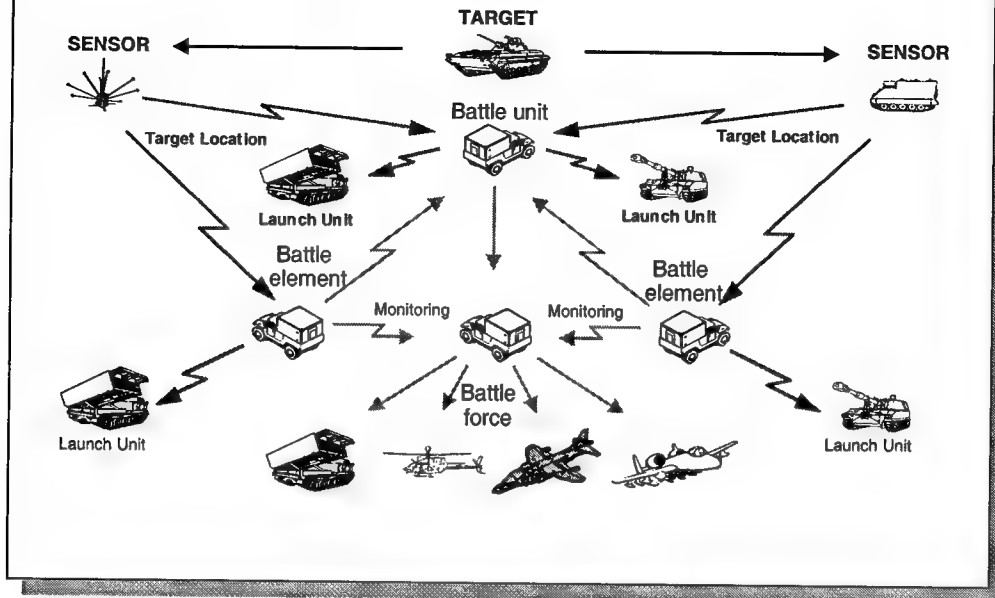 TARGET
SENSOR
SENSOR
Battle unit
Target Location
Target Location
Launch Unit
Launch Unit
Battle
element
Battle
element
Monitoring
Monitoring
Battle
force
Launch Unit
Launch Unit